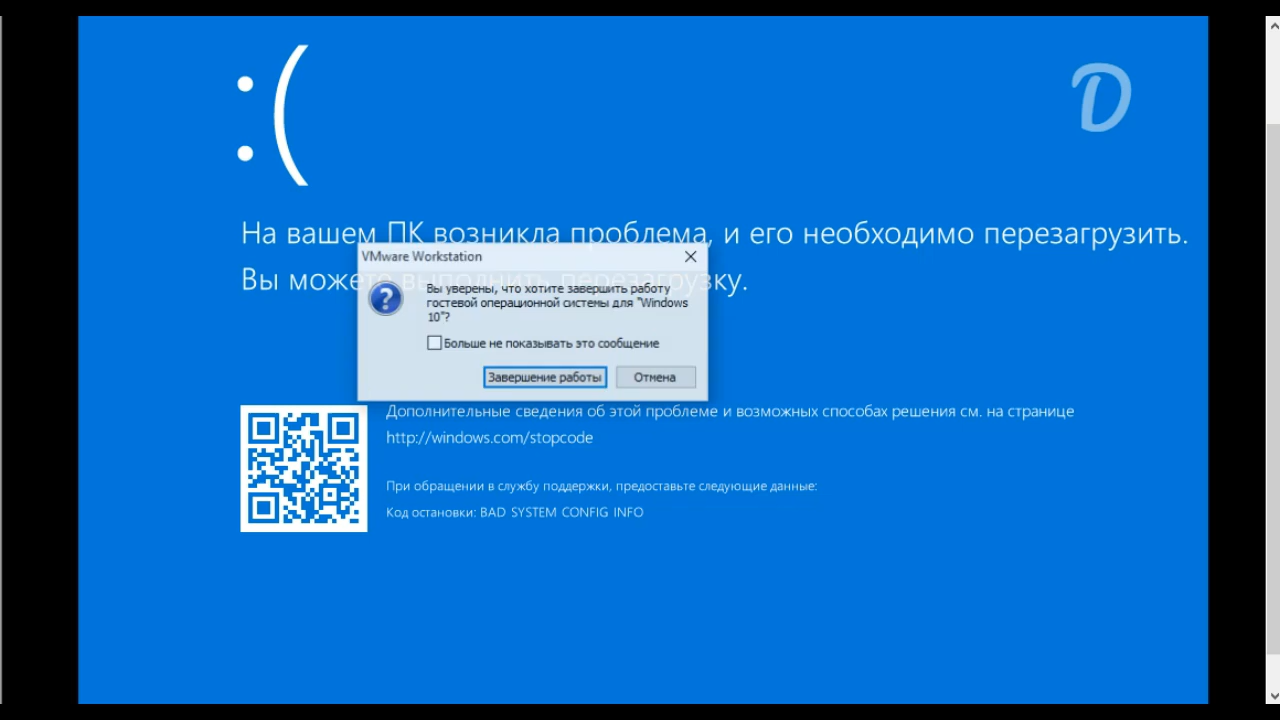 :(
D
На вашем ПК возникла проблема, и его необходимо перезагрузить.
Вы можете выполнить перезагрузку.
VMware Workstation
Вы уверены, что хотите завершить работу
гостевой операционной системы для "Windows
10"?
Больше не показывать это сообщение
Завершение работы
Отмена
Дополнительные сведения об этой проблеме и возможных способах решения см. на странице
http://windows.com/stopcode
При обращении в службу поддержки, предоставьте следующие данные:
Код остановки: BAD SYSTEM CONFIG INFO